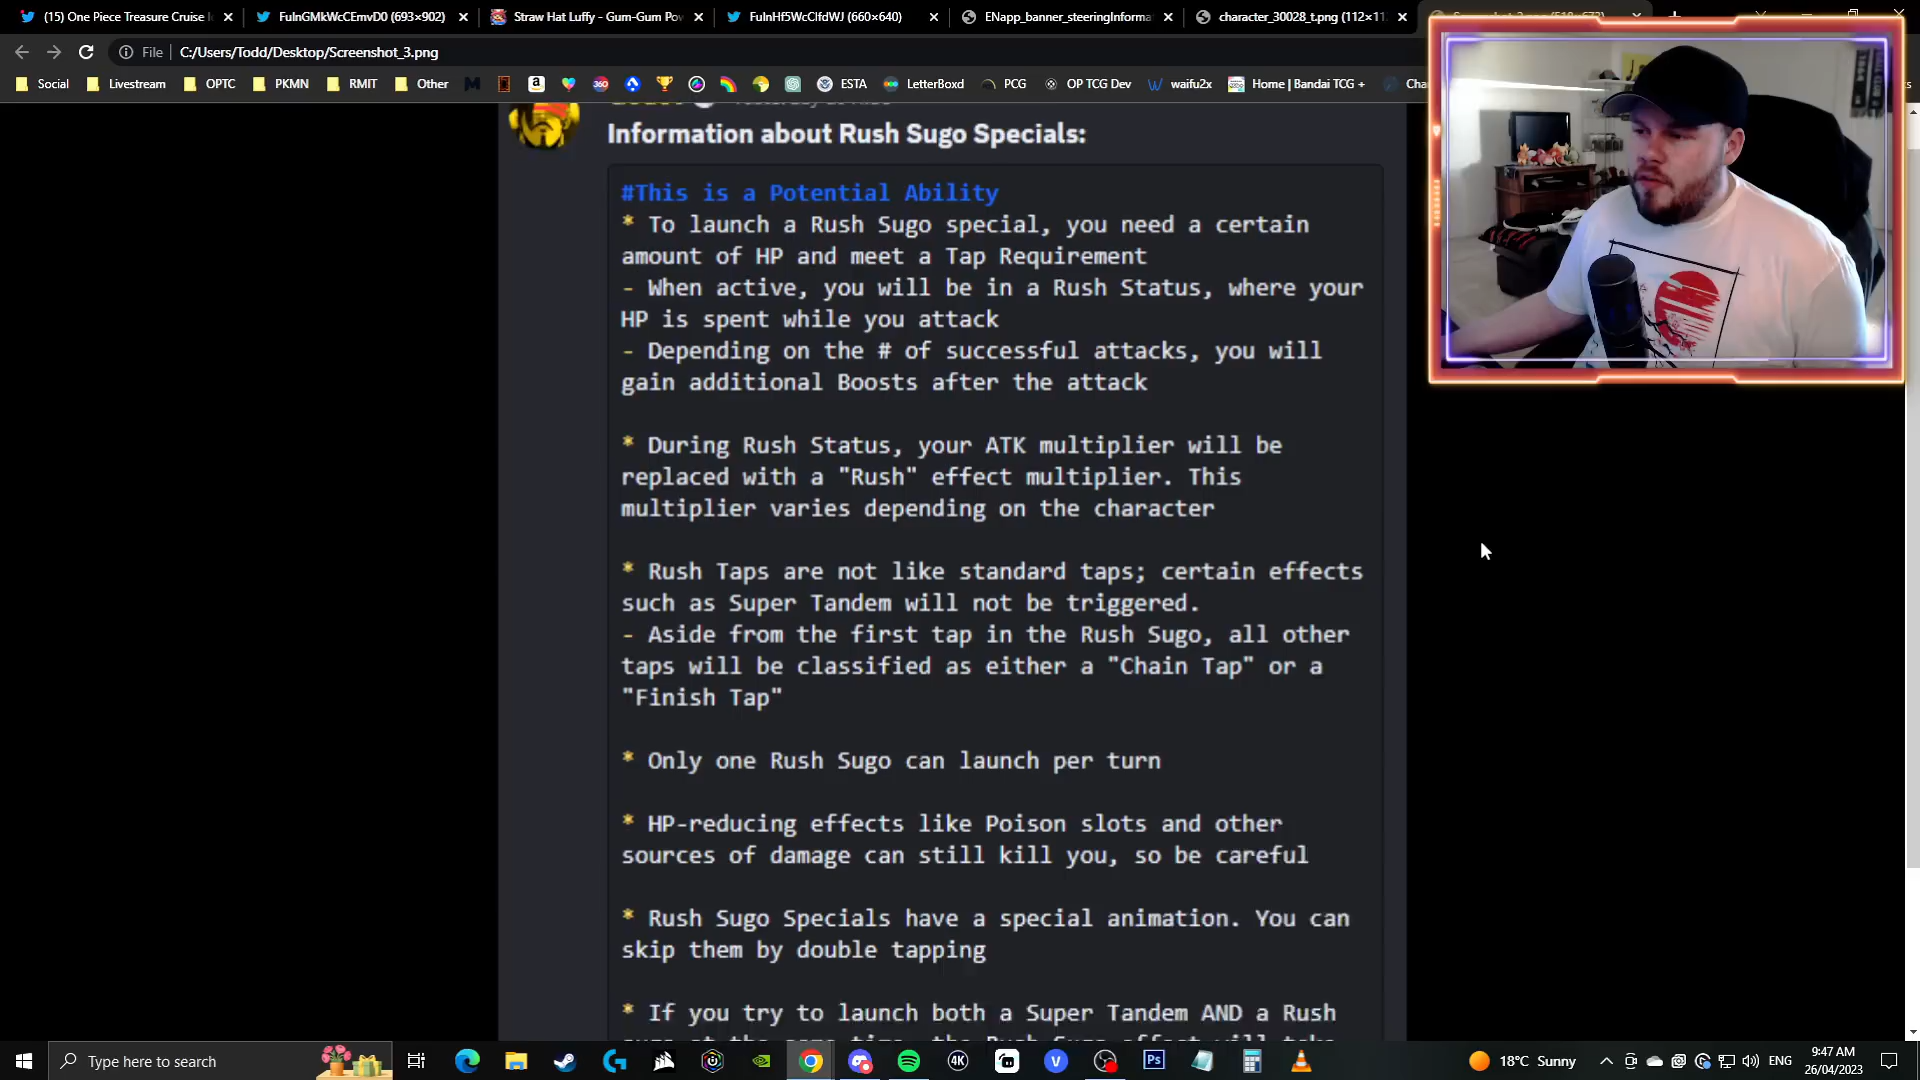 (15) One Piece Treasure Cruise
FulnGMkWcCEmvD0 (693×902)
Straw Hat Luffy - Gum-Gum Po
FulnHf5WcClfdWJ (660×640)
ENapp_banner_steeringInforma
character_30028_t.png (112×11
File C:/Users/Todd/Desktop/Screenshot_3.png
Social Livestream OPTC PKMN RMIT Other ESTA LetterBoxd PCG OP TCG Dev waifu2x Home | Bandai TCG +
Information about Rush Sugo Specials:
#This is a Potential Ability
* To launch a Rush Sugo special, you need a certain
amount of HP and meet a Tap Requirement
- When active, you will be in a Rush Status, where your
HP is spent while you attack
- Depending on the # of successful attacks, you will
gain additional Boosts after the attack
* During Rush Status, your ATK multiplier will be
replaced with a "Rush" effect multiplier. This
multiplier varies depending on the character
* Rush Taps are not like standard taps; certain effects
such as Super Tandem will not be triggered.
- Aside from the first tap in the Rush Sugo, all other
taps will be classified as either a "Chain Tap" or a
"Finish Tap"
* Only one Rush Sugo can launch per turn
* HP-reducing effects like Poison slots and other
sources of damage can still kill you, so be careful
* Rush Sugo Specials have a special animation. You can
skip them by double tapping
* If you try to launch both a Super Tandem AND a Rush
Type here to search
4K
Ps
18°C Sunny
ENG
9:47 AM
26/04/2023